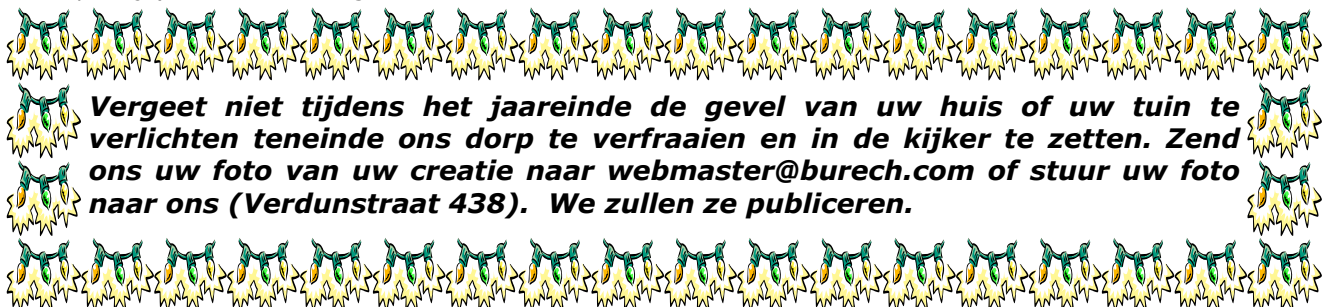 Vergeet niet tijdens het jaareinde de gevel van uw huis of uw tuin te
verlichten teneinde ons dorp te verfraaien en in de kijker te zetten. Zend
ons uw foto van uw creatie naar webmaster@burech.com of stuur uw foto
naar ons (Verdunstraat 438).  We zullen ze publiceren.